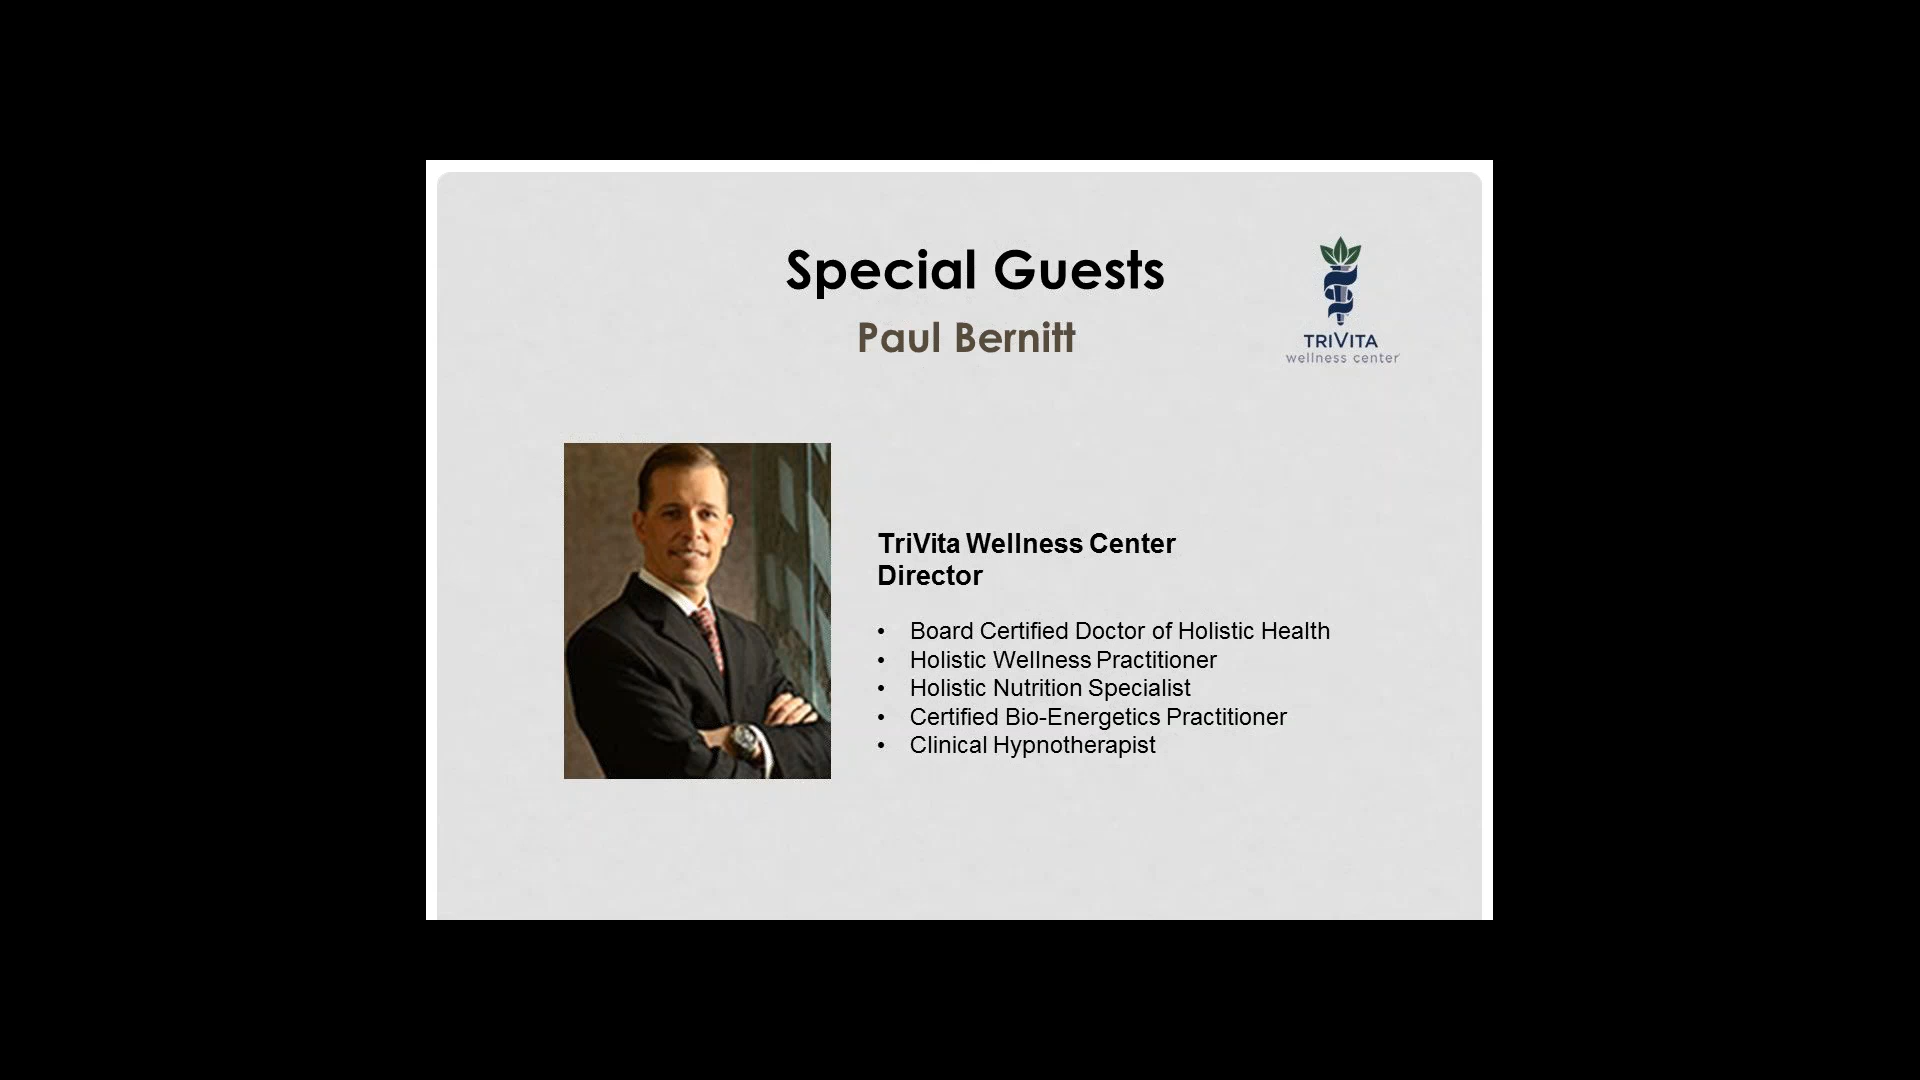 Special Guests
Paul Bernitt
TRIVITA
wellness center
TriVita Wellness Center
Director
• Board Certified Doctor of Holistic Health
• Holistic Wellness Practitioner
• Holistic Nutrition Specialist
• Certified Bio-Energetics Practitioner
• Clinical Hypnotherapist